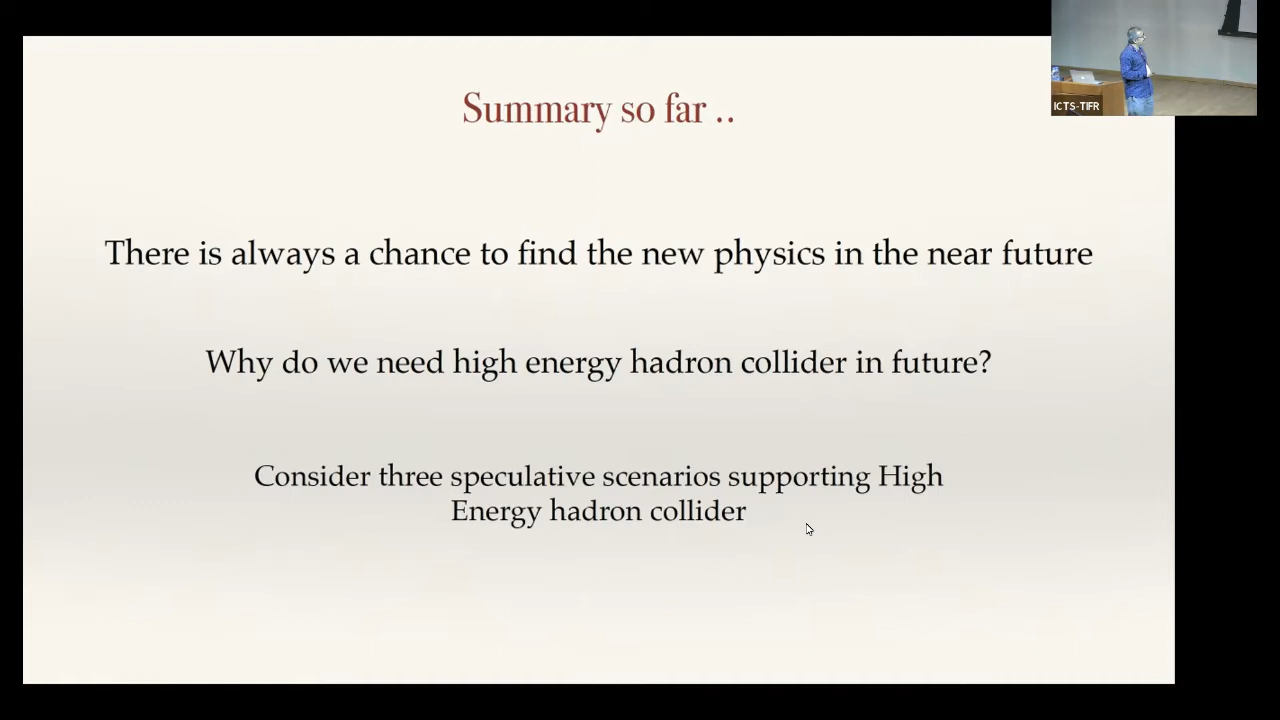 Summary so far ..
ICTS-TIFR
There is always a chance to find the new physics in the near future
Why do we need high energy hadron collider in future?
Consider three speculative scenarios supporting High
Energy hadron collider